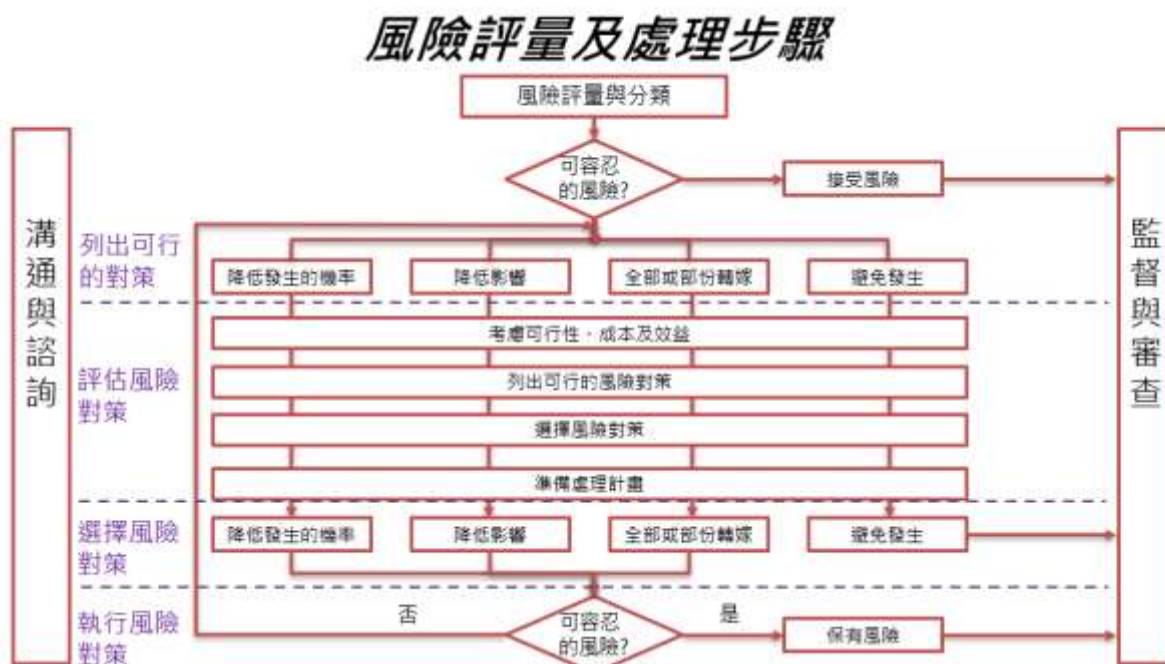 風險評量及處理步驟
風險評量與分類
可容忍
的風險?
接受風險
溝通與諮詢
監督與審查
列出可行
的對策
降低發生的機率
降低影響
全部或部份轉嫁
避免發生
考慮可行性、成本及效益
評估風險
對策
列出可行的風險對策
選擇風險對策
準備處理計畫
選擇風險
對策
降低發生的機率
降低影響
全部或部份轉嫁
避免發生
執行風險
對策
否
可容忍
的風險?
是
保有風險